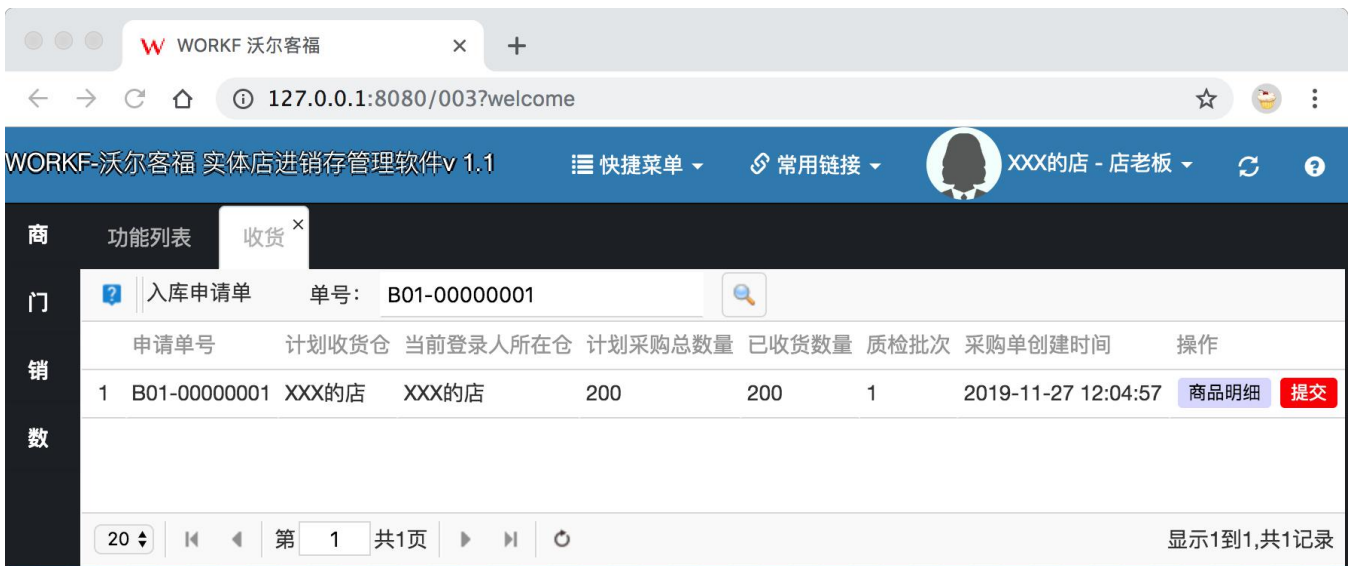 WORKF 沃尔客福
127.0.0.1:8080/003?welcome
WORKF-沃尔客福 实体店进销存管理软件v 1.1 快捷菜单 常用链接 XXX的店 - 店老板
商 功能列表 收货
门 入库申请单 单号: B01-00000001
申请单号 计划收货仓 当前登录人所在仓 计划采购总数量 已收货数量 质检批次 采购单创建时间 操作
销
1 B01-00000001 XXX的店 XXX的店 200 200 1 2019-11-27 12:04:57 商品明细 提交
数
20 第 1 共1页 显示1到1,共1记录